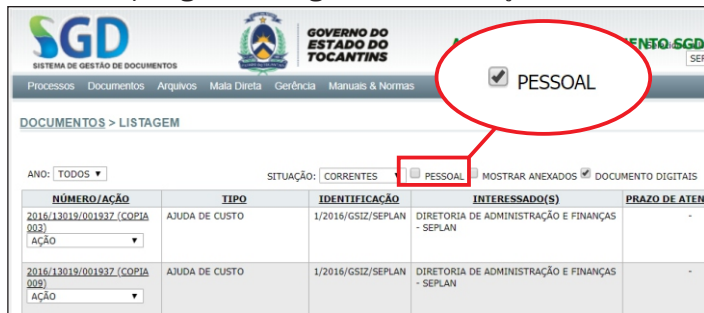 SGD
SISTEMA DE GESTÃO DE DOCUMENTOS
GOVERNO DO
ESTADO DO
TOCANTINS
SGD
Processos Documentos Arquivos Mala Direta Gerência Manuais & Normas
PESSOAL
DOCUMENTOS > LISTAGEM
ANO: TODOS SITUAÇÃO: CORRENTES PESSOAL MOSTRAR ANEXADOS DOCUMENTO DIGITAIS
NÚMERO/AÇÃO TIPO IDENTIFICAÇÃO INTERESSADO(S) PRAZO DE ATEN
2016/13019/001937 (COPIA AJUDA DE CUSTO 1/2016/GSIZ/SEPLAN DIRETORIA DE ADMINISTRAÇÃO E FINANÇAS -
003) - SEPLAN
AÇÃO
2016/13019/001937 (COPIA AJUDA DE CUSTO 1/2016/GSIZ/SEPLAN DIRETORIA DE ADMINISTRAÇÃO E FINANÇAS -
009) - SEPLAN
AÇÃO